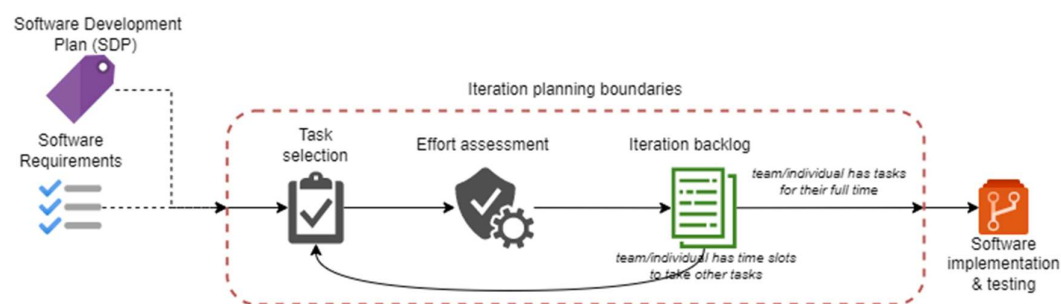 Software Development
Plan (SDP)
Software
Requirements
Iteration planning boundaries
Task
selection
Effort assessment
Iteration backlog
team/individual has tasks
for their full time
team/individual has time slots
to take other tasks
Software
implementation
& testing